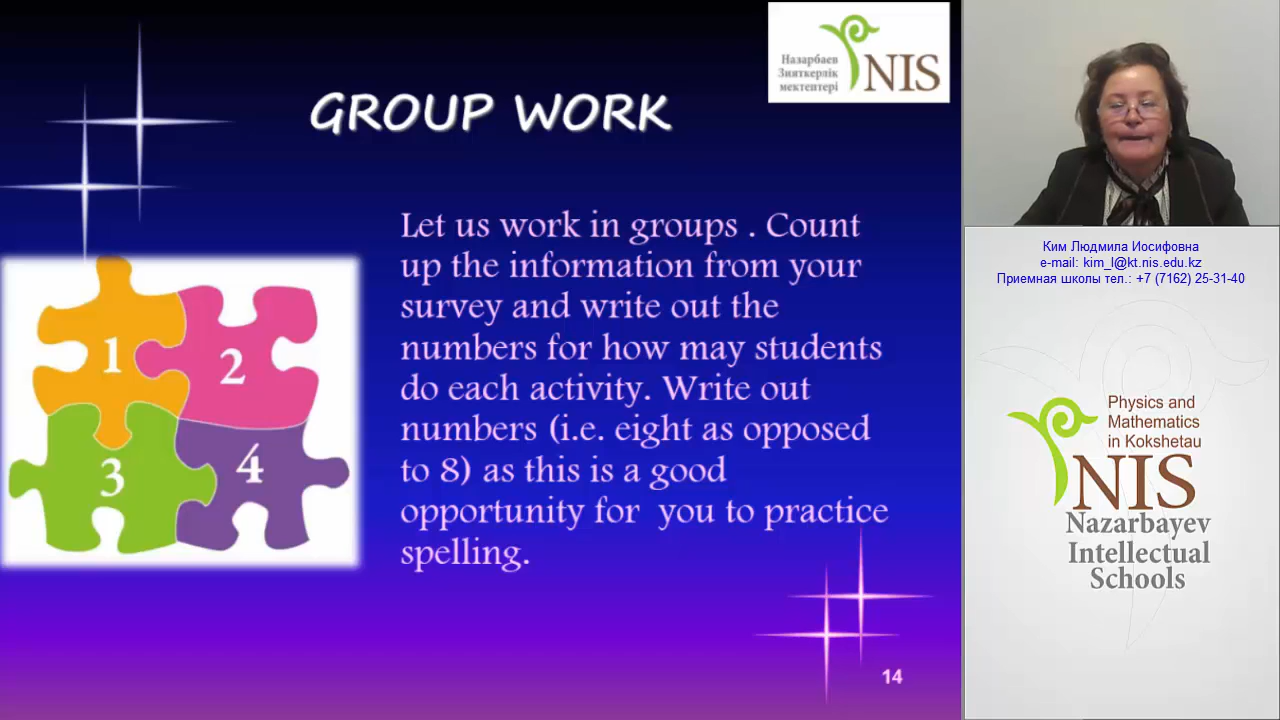 Назарбаев
Зияткерлік
мектептері
NIS
GROUP WORK
Let us work in groups . Count
up the information from your
survey and write out the
numbers for how may students
do each activity. Write out
numbers (i.e. eight as opposed
to 8) as this is a good
opportunity for you to practice
spelling.
1
2
3
4
14
Ким Людмила Иосифовна
e-mail: kim_l@kt.nis.edu.kz
Приемная школы тел.: +7 (7162) 25-31-40
Physics and
Mathematics
in Kokshetau
NIS
Nazarbayev
Intellectual
Schools